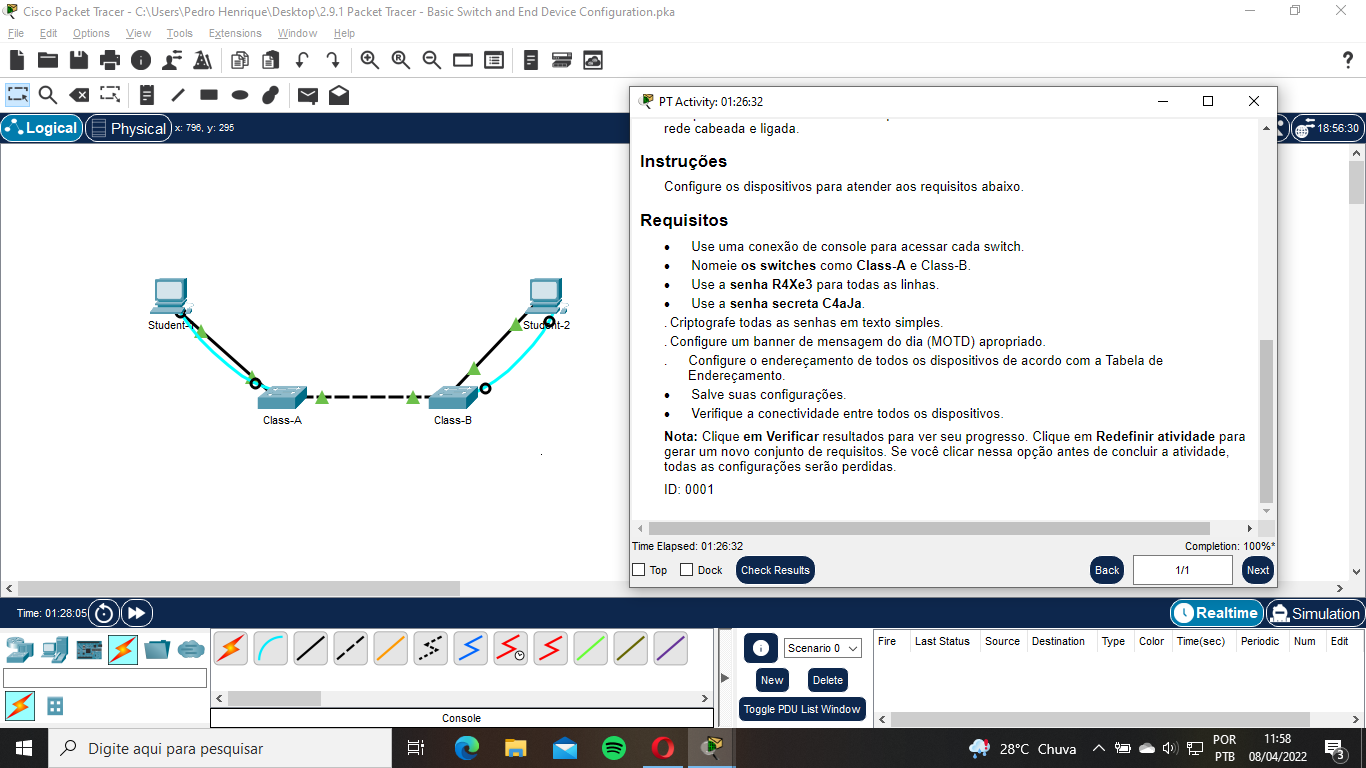 Cisco Packet Tracer - C:\Users\Pedro Henrique\Desktop\2.9.1 Packet Tracer - Basic Switch and End Device Configuration.pka
File Edit Options View Tools Extensions Window Help
Logical Physical x: 796, y: 295
18:56:30
PT Activity: 01:26:32
rede cabeada e ligada.
Instruções
Configure os dispositivos para atender aos requisitos abaixo.
Requisitos
• Use uma conexão de console para acessar cada switch.
• Nomeie os switches como Class-A e Class-B.
• Use a senha R4Xe3 para todas as linhas.
• Use a senha secreta C4aJa.
. Criptografe todas as senhas em texto simples.
. Configure um banner de mensagem do dia (MOTD) apropriado.
. Configure o endereçamento de todos os dispositivos de acordo com a Tabela de
Endereçamento.
• Salve suas configurações.
• Verifique a conectividade entre todos os dispositivos.
Nota: Clique em Verificar resultados para ver seu progresso. Clique em Redefinir atividade para
gerar um novo conjunto de requisitos. Se você clicar nessa opção antes de concluir a atividade,
todas as configurações serão perdidas.
ID: 0001
Time Elapsed: 01:26:32 Completion: 100%*
Top Dock Check Results Back 1/1 Next
Student-1 Student-2
Class-A Class-B
Time: 01:28:05 Realtime Simulation
Console
Scenario 0
New Delete
Toggle PDU List Window
Fire Last Status Source Destination Type Color Time(sec) Periodic Num Edit
Digite aqui para pesquisar
28°C Chuva
POR
PTB
11:58
08/04/2022
3